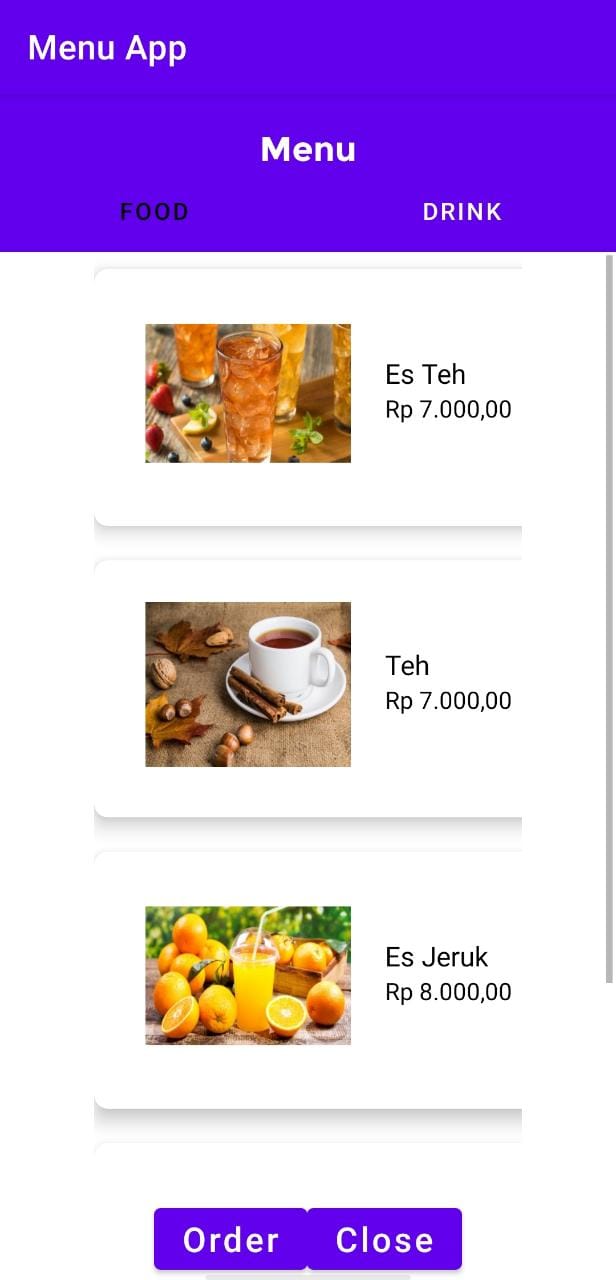 Menu App
Menu
FOOD DRINK
Es Teh
Rp 7.000,00
Teh
Rp 7.000,00
Es Jeruk
Rp 8.000,00
Order Close